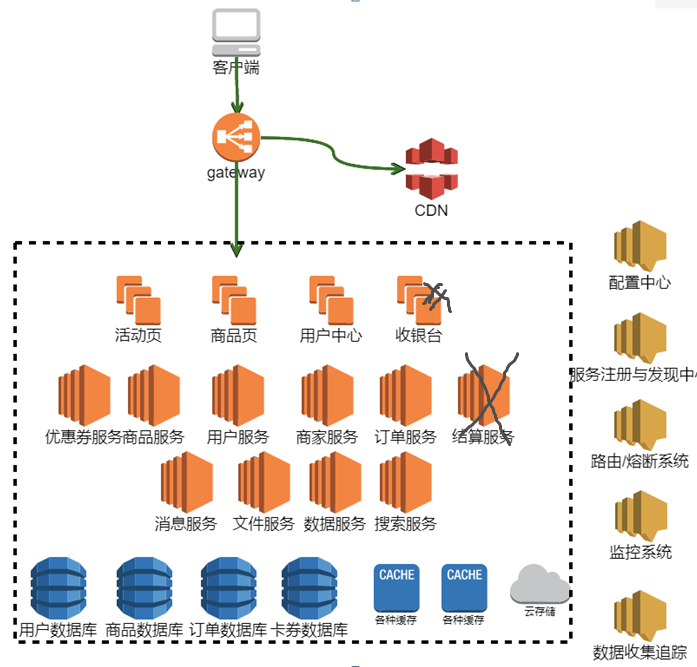 客户端
gateway
CDN
配置中心
活动页
商品页
用户中心
收银台
服务注册与发现中
优惠券服务
商品服务
用户服务
商家服务
订单服务
结算服务
路由/熔断系统
消息服务
文件服务
数据服务
搜索服务
监控系统
CACHE
CACHE
各种缓存
各种缓存
云存储
用户数据库
商品数据库
订单数据库
卡券数据库
数据收集追踪